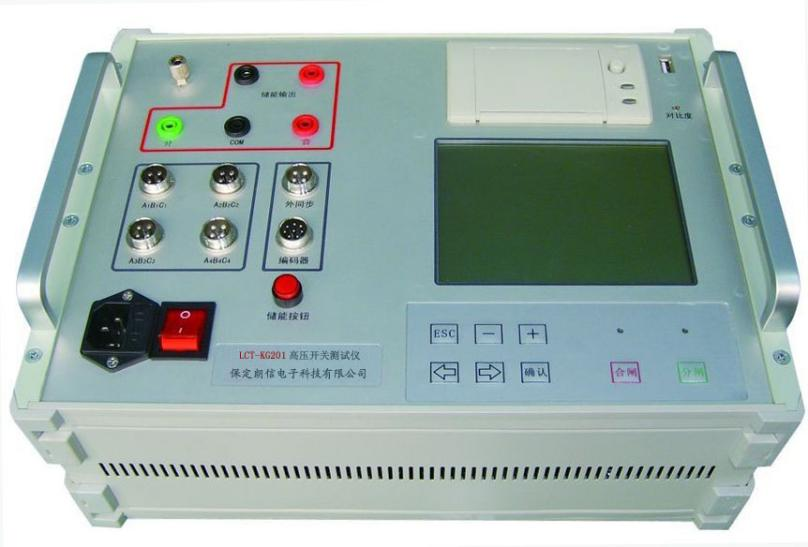 储能输出
对比度
分
COM
合
A1B1C1
A2B2C2
外同步
A3B3C3
A4B4C4
编码器
储能按钮
ESC
－
＋
LCT-KG201 高压开关测试仪
保定朗信电子科技有限公司
确认
合闸
分闸